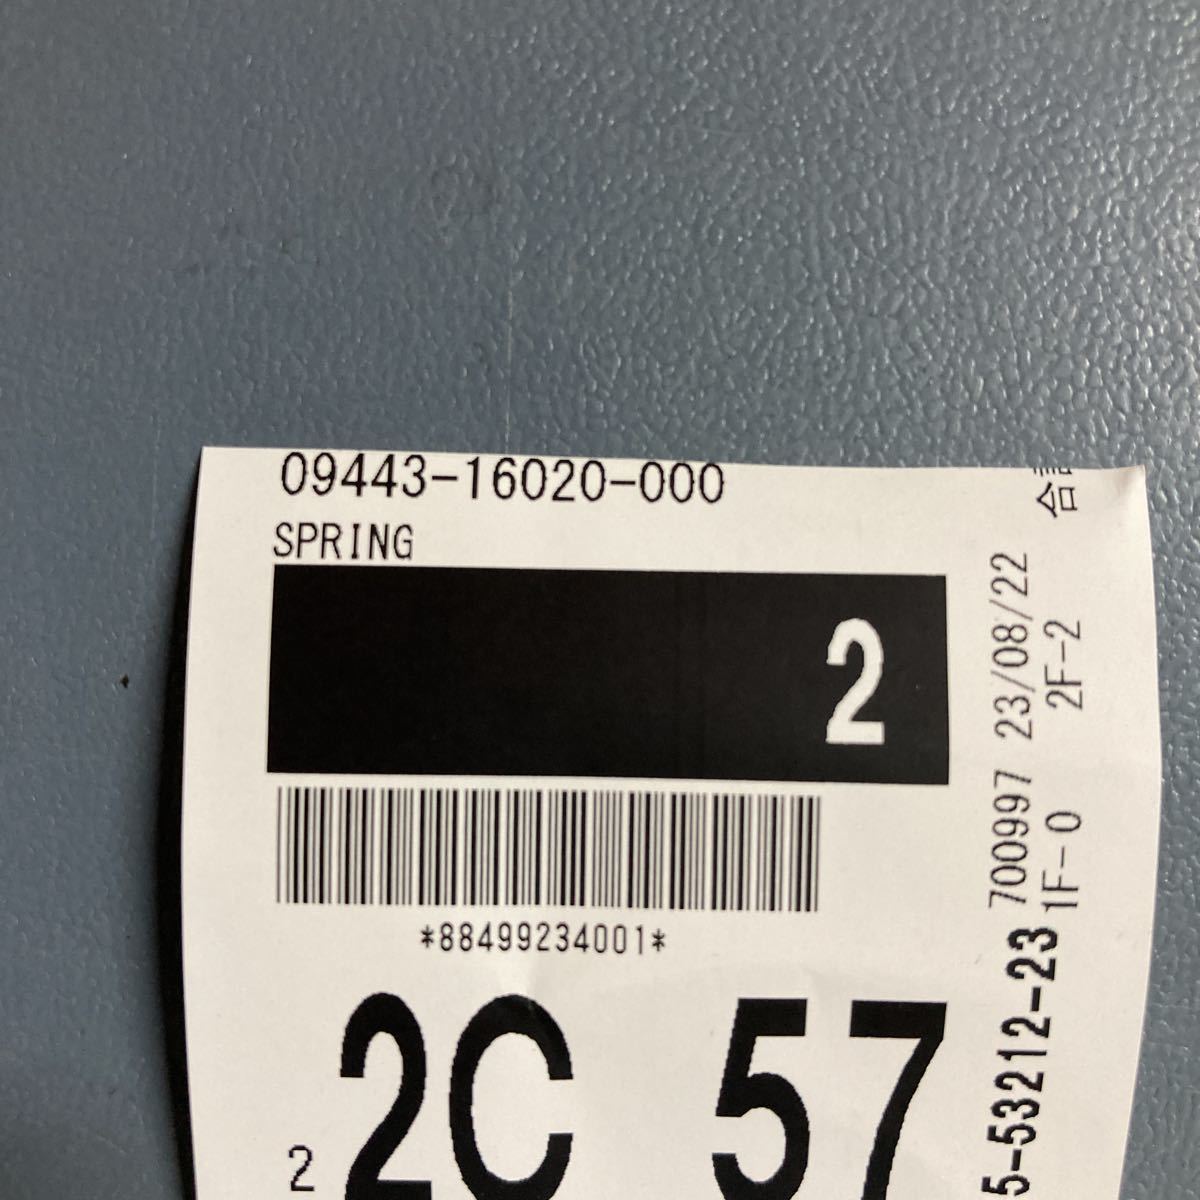 09443-16020-000
SPRING
2
*88499234001*
2C 57
2
合
700997 23/08/22
1F-0 2F-2
5-53212-23